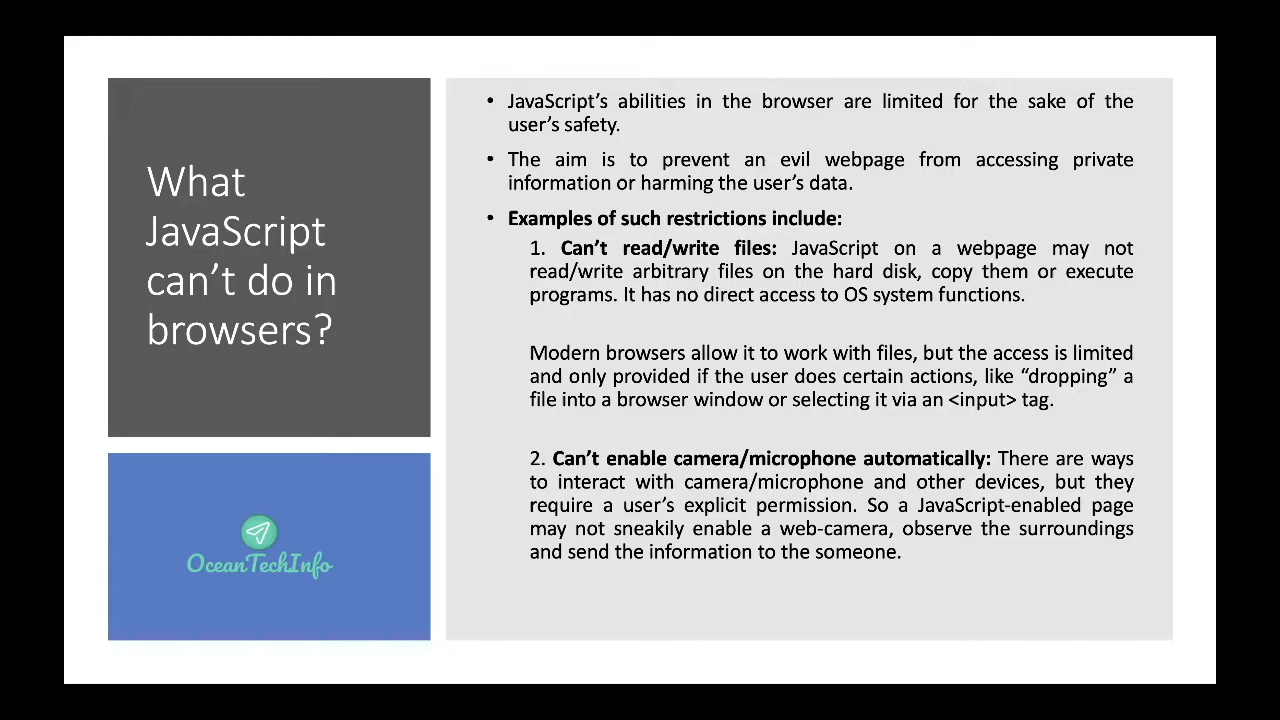 What
JavaScript
can’t do in
browsers?
OceanTechInfo
• JavaScript’s abilities in the browser are limited for the sake of the
user’s safety.
• The aim is to prevent an evil webpage from accessing private
information or harming the user’s data.
• Examples of such restrictions include:
1. Can’t read/write files: JavaScript on a webpage may not
read/write arbitrary files on the hard disk, copy them or execute
programs. It has no direct access to OS system functions.
Modern browsers allow it to work with files, but the access is limited
and only provided if the user does certain actions, like “dropping” a
file into a browser window or selecting it via an <input> tag.
2. Can’t enable camera/microphone automatically: There are ways
to interact with camera/microphone and other devices, but they
require a user’s explicit permission. So a JavaScript-enabled page
may not sneakily enable a web-camera, observe the surroundings
and send the information to the someone.